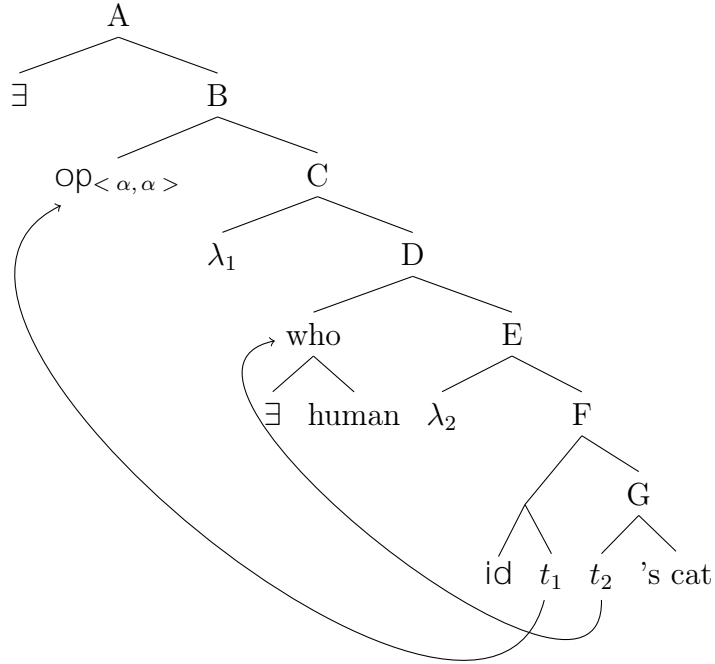 A
∃ B
op<α,α> C
λ1 D
who E
∃ human λ2 F
G
id t1 t2 's cat